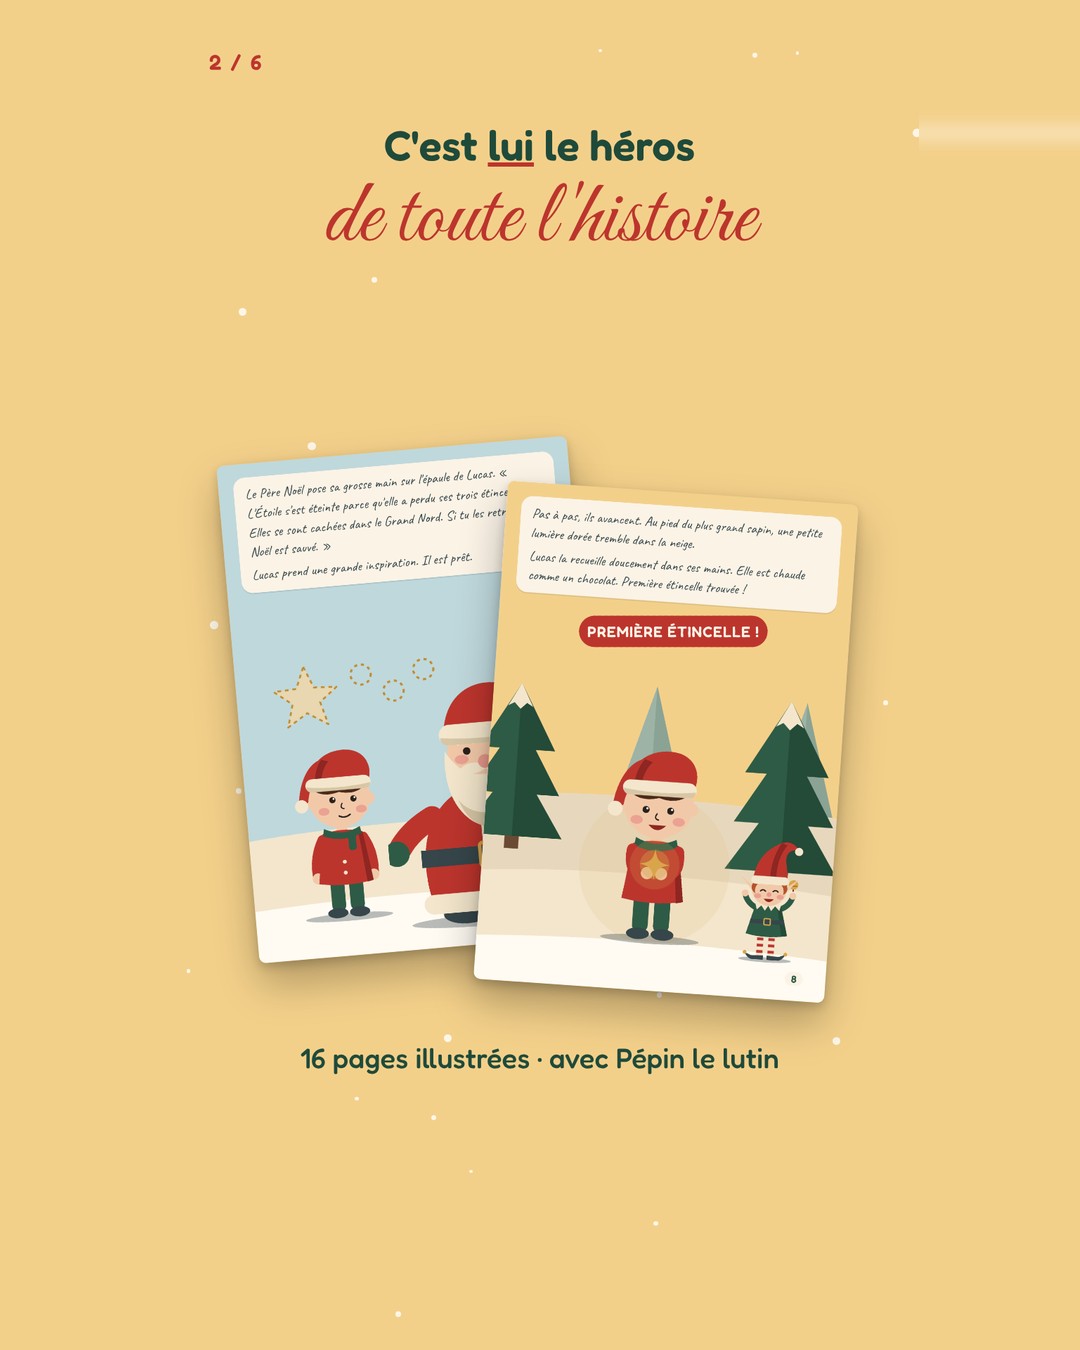 2 / 6
C'est lui le héros
de toute l'histoire
Le Père Noël pose sa grosse main sur l'épaule de Lucas. «
L'Étoile s'est éteinte parce qu'elle a perdu ses trois
Elles se sont cachées dans le Grand Nord. Si tu les
Noël est sauvé. »
Lucas prend une grande inspiration. Il est prêt.
Pas à pas, ils avancent. Au pied du plus grand sapin, une petite
lumière dorée tremble dans la neige.
Lucas la recueille doucement dans ses mains. Elle est chaude
comme un chocolat. Première étincelle trouvée !
PREMIÈRE ÉTINCELLE !
8
16 pages illustrées · avec Pépin le lutin